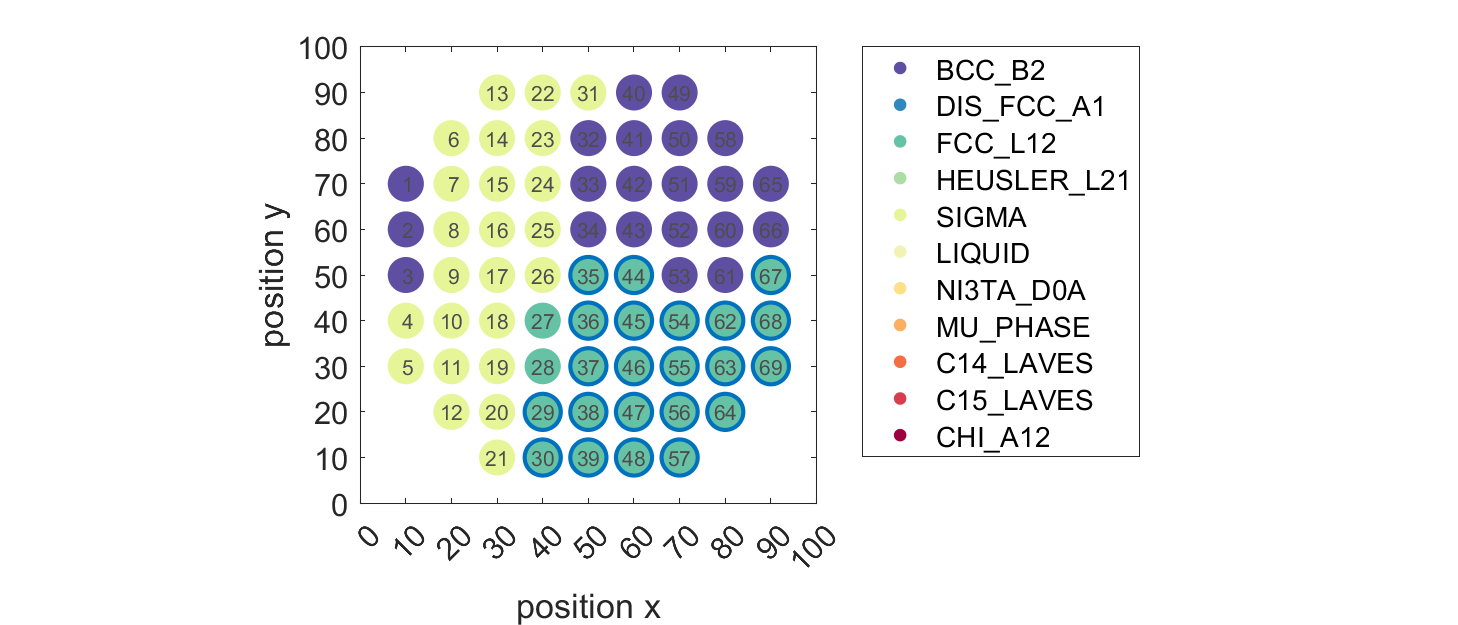 100
90
80
70
60
50
40
30
20
10
0
position y
13 22 31 40 49
6 14 23 32 41 50 58
1 7 15 24 33 42 51 59 65
2 8 16 25 34 43 52 60 66
3 9 17 26 35 44 53 61 67
4 10 18 27 36 45 54 62 68
5 11 19 28 37 46 55 63 69
12 20 29 38 47 56 64
21 30 39 48 57
0 10 20 30 40 50 60 70 80 90 100
position x
BCC_B2
DIS_FCC_A1
FCC_L12
HEUSLER_L21
SIGMA
LIQUID
NI3TA_D0A
MU_PHASE
C14_LAVES
C15_LAVES
CHI_A12